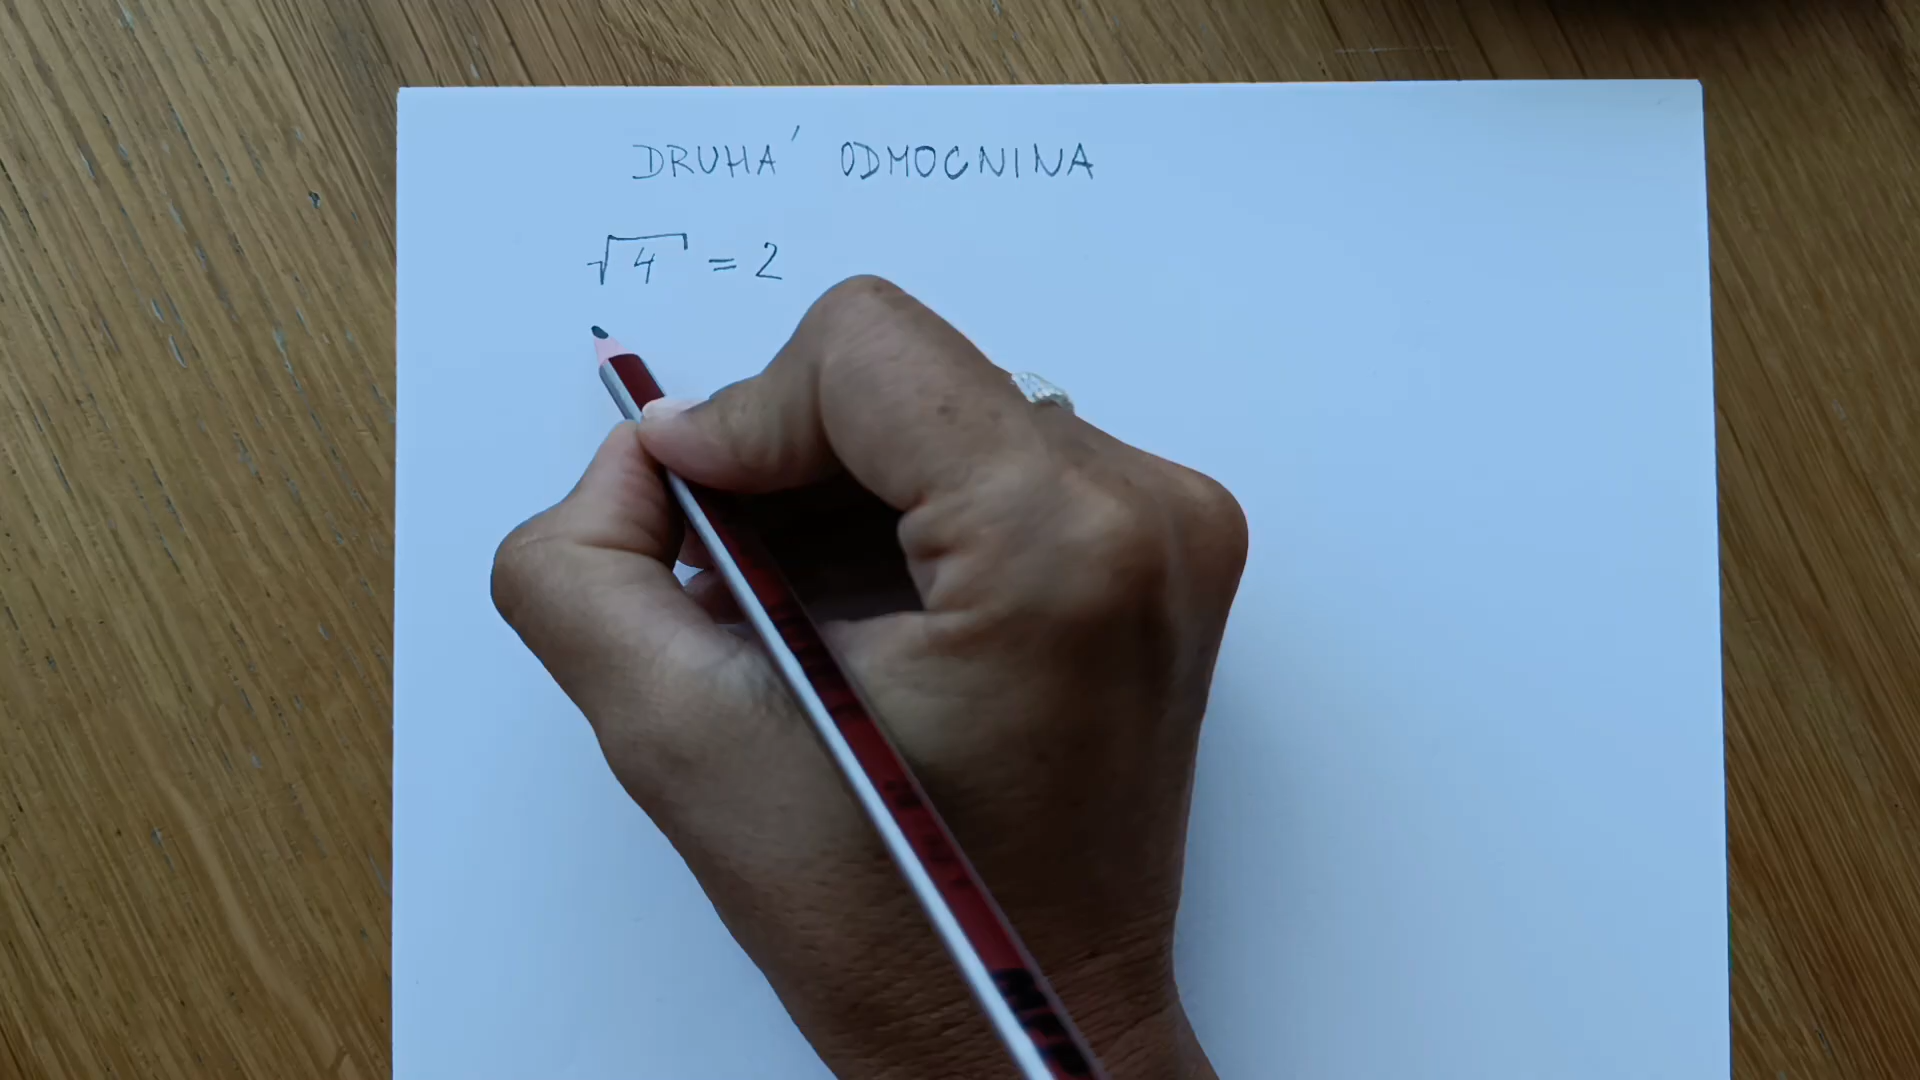 DRUHÁ ODMOCNINA
√4 = 2